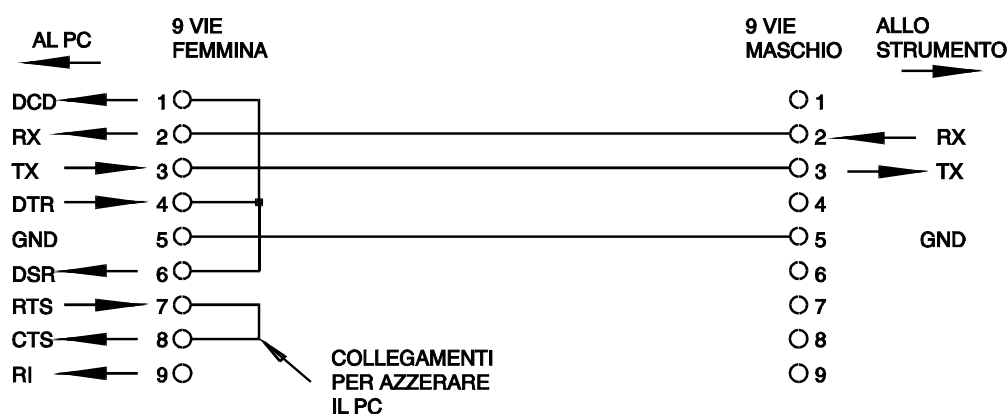 AL PC
9 VIE
FEMMINA
9 VIE
MASCHIO
ALLO
STRUMENTO
DCD 1 1
RX 2 2 RX
TX 3 3 TX
DTR 4 4
GND 5 5 GND
DSR 6 6
RTS 7 7
CTS 8 8
RI 9 9
COLLEGAMENTI
PER AZZERARE
IL PC